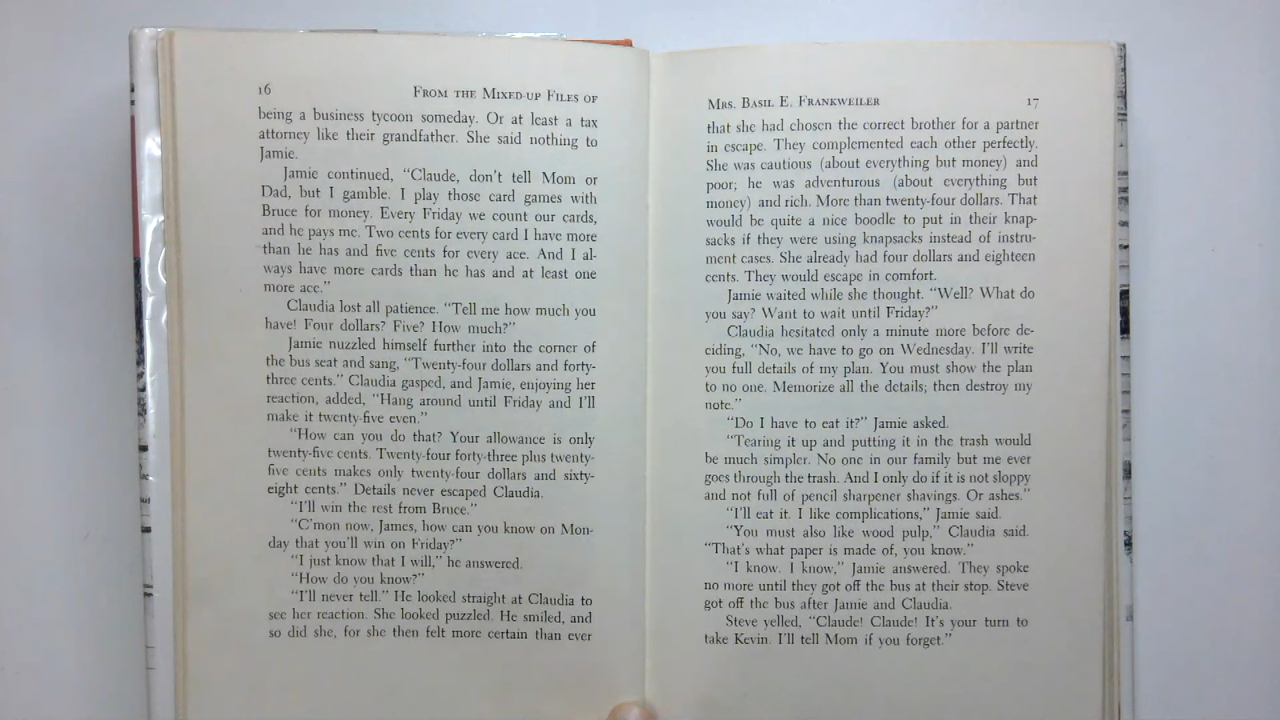 16
From the Mixed-up Files of
being a business tycoon someday. Or at least a tax
attorney like their grandfather. She said nothing to
Jamie.
Jamie continued, “Claude, don’t tell Mom or
Dad, but I gamble. I play those card games with
Bruce for money. Every Friday we count our cards,
and he pays me. Two cents for every card I have more
than he has and five cents for every ace. And I al-
ways have more cards than he has and at least one
more ace.”
Claudia lost all patience. “Tell me how much you
have! Four dollars? Five? How much?”
Jamie nuzzled himself further into the corner of
the bus seat and sang, “Twenty-four dollars and forty-
three cents.” Claudia gasped, and Jamie, enjoying her
reaction, added, “Hang around until Friday and I’ll
make it twenty-five even.”
“How can you do that? Your allowance is only
twenty-five cents. Twenty-four forty-three plus twenty-
five cents makes only twenty-four dollars and sixty-
eight cents.” Details never escaped Claudia.
“I’ll win the rest from Bruce.”
“C’mon now, James, how can you know on Mon-
day that you’ll win on Friday?”
“I just know that I will,” he answered.
“How do you know?”
“I’ll never tell.” He looked straight at Claudia to
see her reaction. She looked puzzled. He smiled, and
so did she, for she then felt more certain than ever
Mrs. Basil E. Frankweiler
17
that she had chosen the correct brother for a partner
in escape. They complemented each other perfectly.
She was cautious (about everything but money) and
poor; he was adventurous (about everything but
money) and rich. More than twenty-four dollars. That
would be quite a nice boodle to put in their knap-
sacks if they were using knapsacks instead of instru-
ment cases. She already had four dollars and eighteen
cents. They would escape in comfort.
Jamie waited while she thought. “Well? What do
you say? Want to wait until Friday?”
Claudia hesitated only a minute more before de-
ciding, “No, we have to go on Wednesday. I’ll write
you full details of my plan. You must show the plan
to no one. Memorize all the details; then destroy my
note.”
“Do I have to eat it?” Jamie asked.
“Tearing it up and putting it in the trash would
be much simpler. No one in our family but me ever
goes through the trash. And I only do if it is not sloppy
and not full of pencil sharpener shavings. Or ashes.”
“I’ll eat it. I like complications,” Jamie said.
“You must also like wood pulp,” Claudia said.
“That’s what paper is made of, you know.”
“I know. I know,” Jamie answered. They spoke
no more until they got off the bus at their stop. Steve
got off the bus after Jamie and Claudia.
Steve yelled, “Claude! Claude! It’s your turn to
take Kevin. I’ll tell Mom if you forget.”